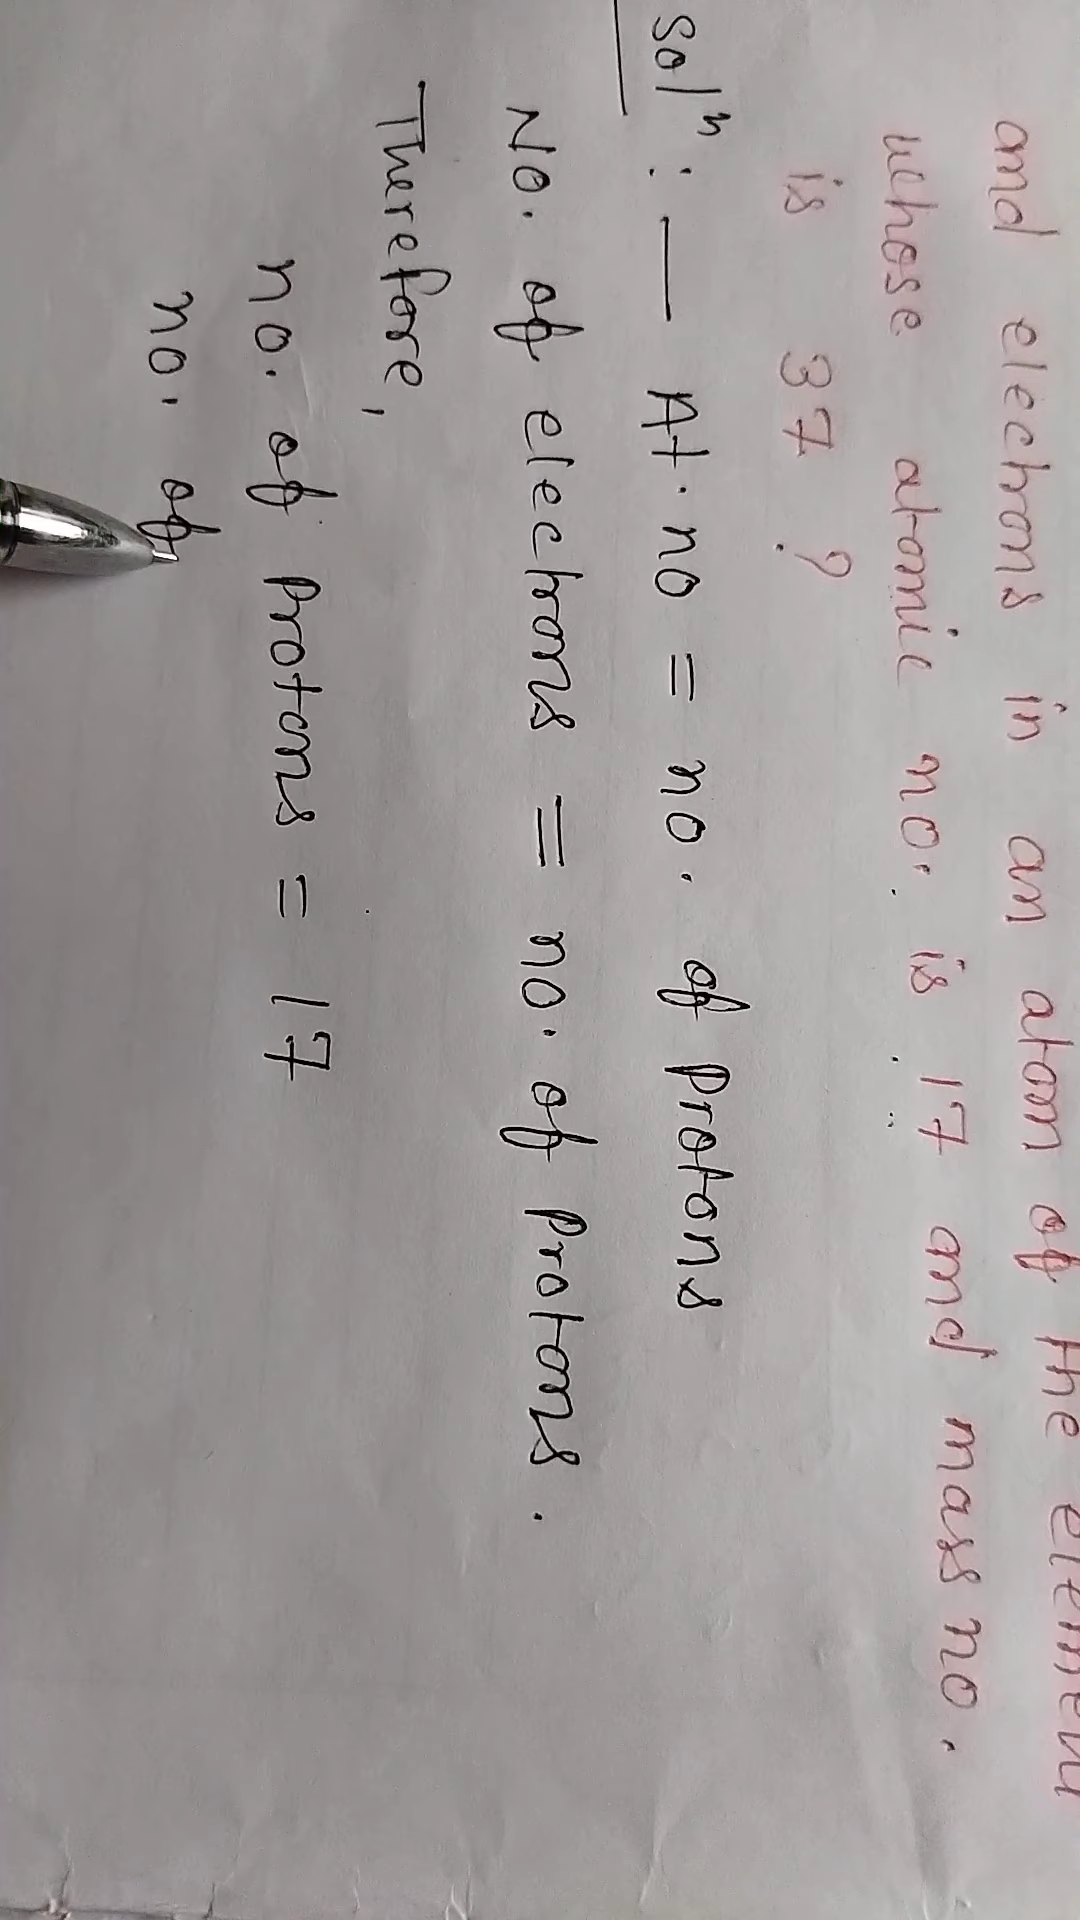 and electrons in an atom of the element
whose atomic no. is 17 and mass no.
is 37 ?
Solⁿ : — At. no = no. of protons
No. of electrons = no. of protons.
Therefore,
no. of protons = 17
no. of